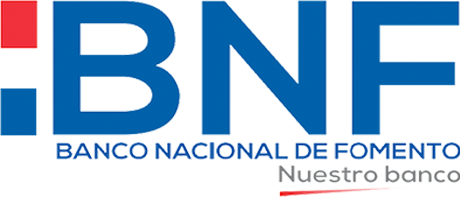 BNF
BANCO NACIONAL DE FOMENTO
Nuestro banco